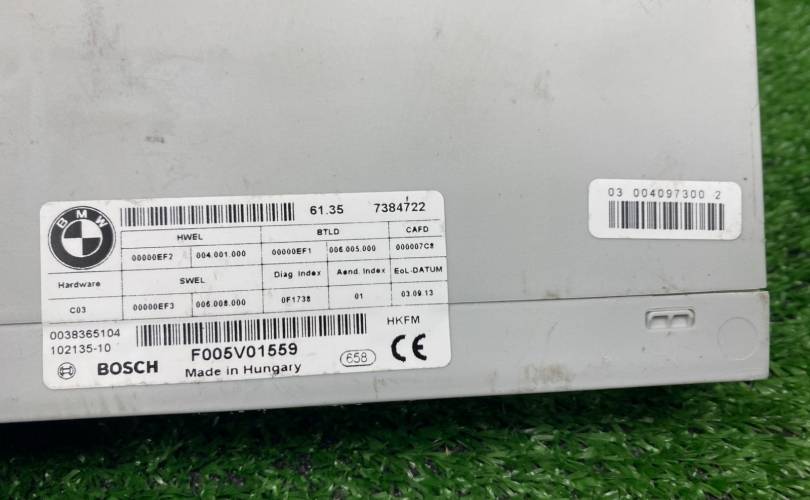 03 004097300 2
BMW
61.35 7384722
HWEL BTLD CAFD
00000EF2 004.001.000 00000EF1 006.005.000 000007C8
Hardware SWEL Diag Index Aend. Index EoL-DATUM
C03 00000EF3 006.008.000 0F1738 01 03.09.13
0038365104
HKFM
102135-10
F005V01559
658
CE
BOSCH
Made in Hungary